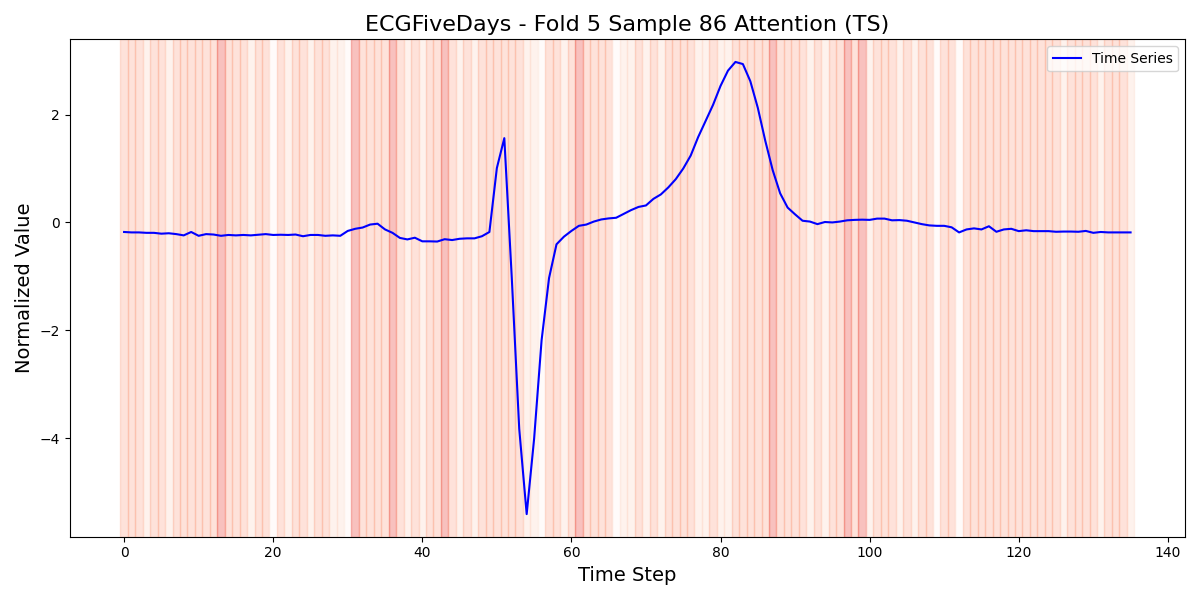 ECGFiveDays - Fold 5 Sample 86 Attention (TS)
Time Series
Normalized Value
2
0
−2
−4
0 20 40 60 80 100 120 140
Time Step